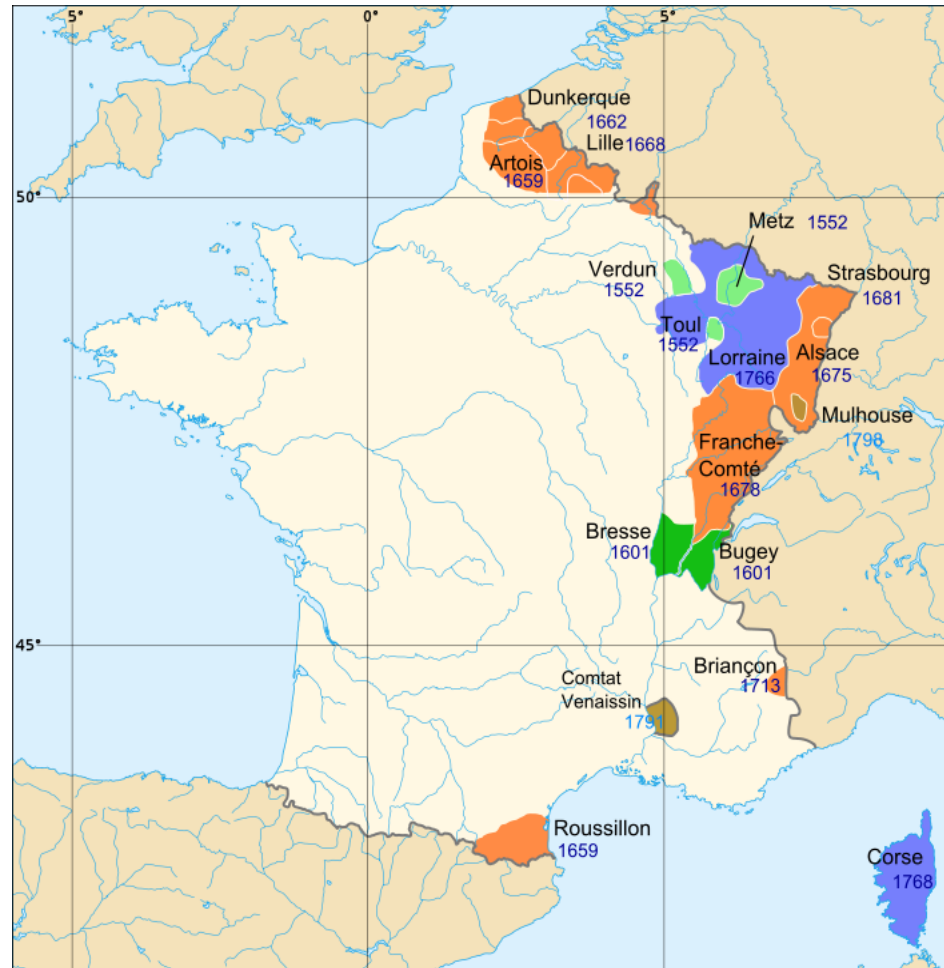 5°
0°
5°
Dunkerque
1662
Lille 1668
Artois
1659
50°
Metz 1552
Verdun
1552
Strasbourg
1681
Toul
1552
Lorraine
1766
Alsace
1675
Mulhouse
1798
Franche-
Comté
1678
Bresse
1601
Bugey
1601
45°
Briançon
1713
Comtat
Venaissin
1791
Roussillon
1659
Corse
1768